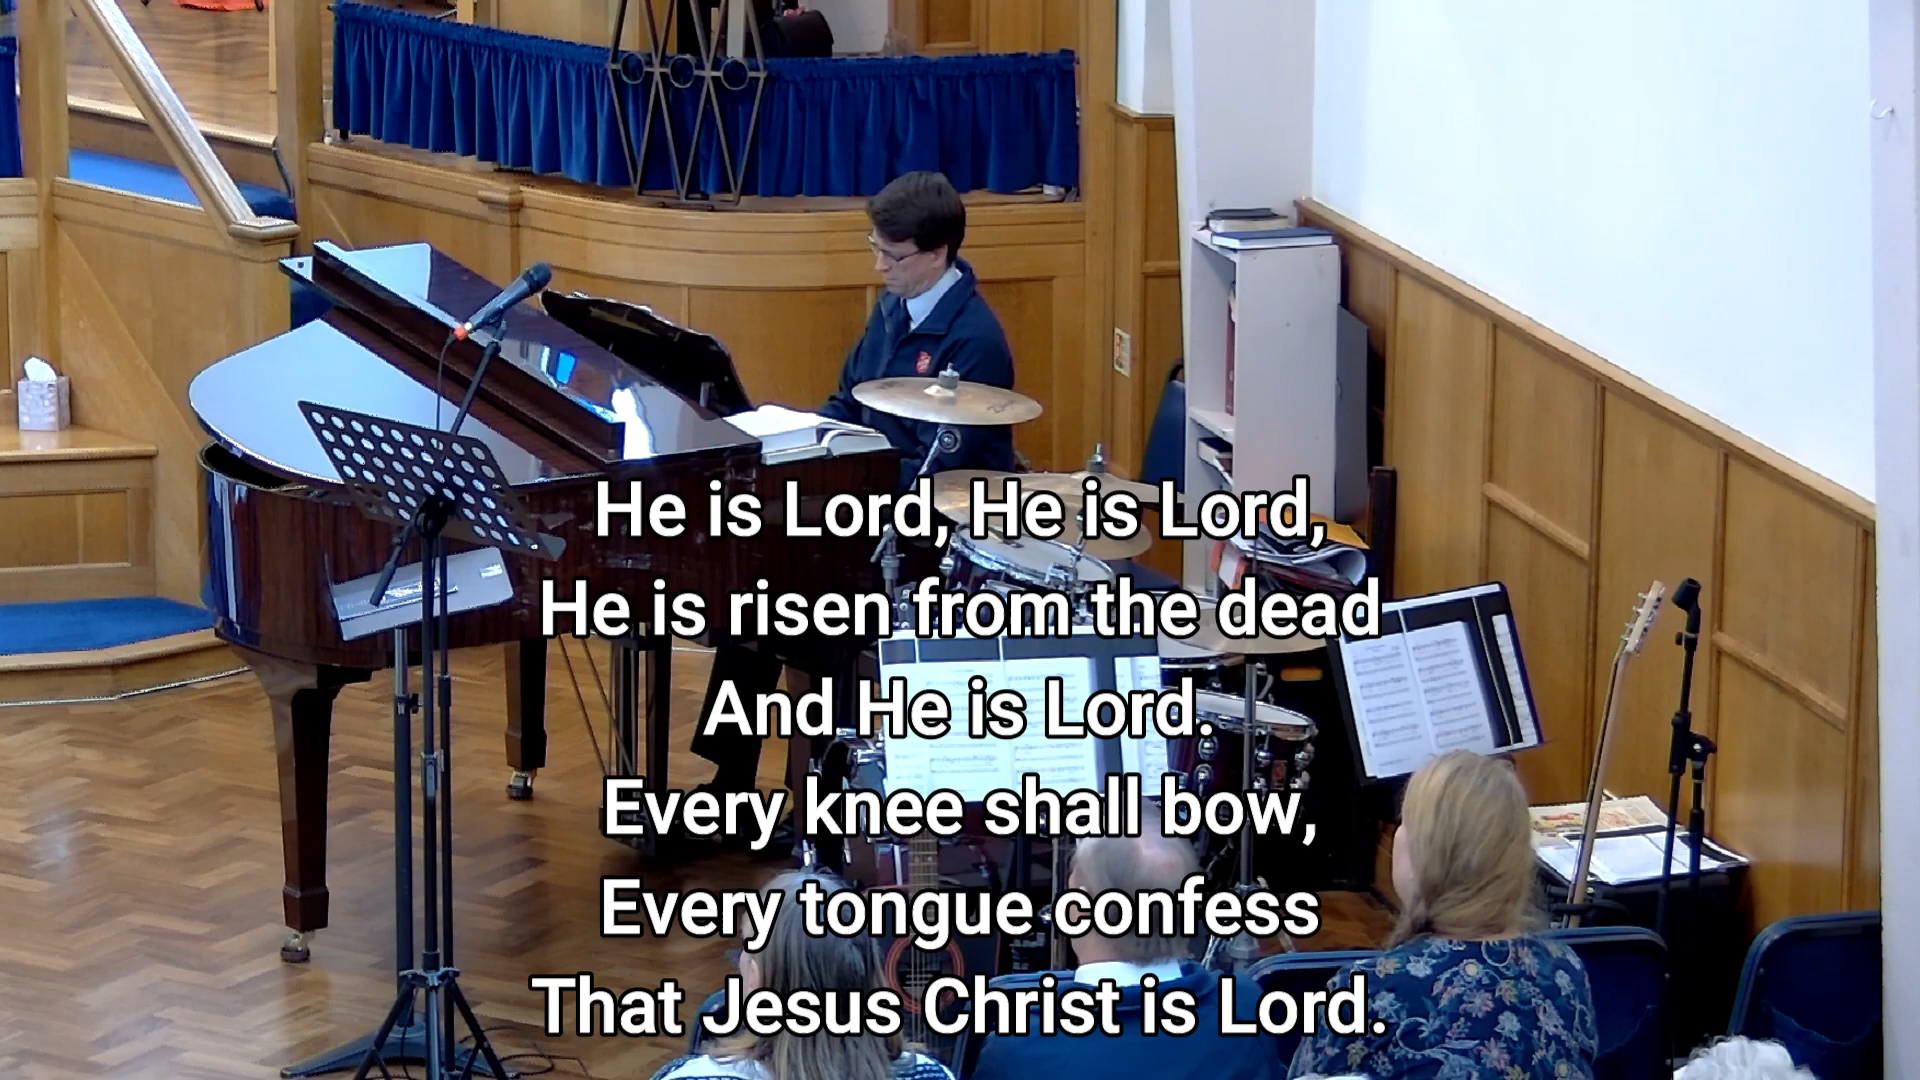 He is Lord, He is Lord,
He is risen from the dead
And He is Lord.
Every knee shall bow,
Every tongue confess
That Jesus Christ is Lord.